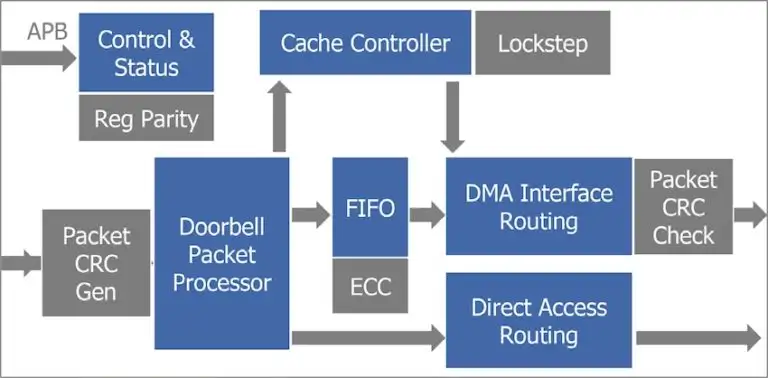 APB
Control &
Status
Reg Parity
Cache Controller
Lockstep
Packet
CRC
Gen
Doorbell
Packet
Processor
FIFO
ECC
DMA Interface
Routing
Packet
CRC
Check
Direct Access
Routing